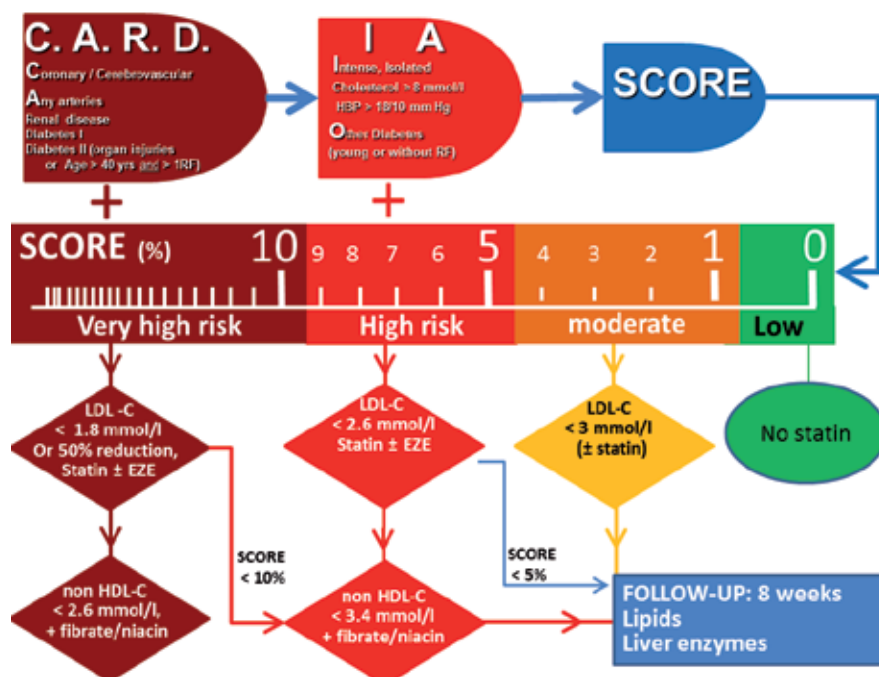 C. A. R. D.
Coronary / Cerebrovascular
Any arteries
Renal disease
Diabetes I
Diabetes II (organ injuries
or Age > 40 yrs and > 1RF)
I A
Intense, Isolated
Cholesterol > 8 mmol/l
HBP > 18/10 mm Hg
Other Diabetes
(young or without RF)
SCORE
+
+
SCORE (%)
10 9 8 7 6 5 4 3 2 1 0
Very high risk
High risk
moderate
Low
LDL -C
< 1.8 mmol/l
Or 50% reduction,
Statin ± EZE
LDL-C
< 2.6 mmol/l
Statin ± EZE
LDL-C
< 3 mmol/l
(± statin)
No statin
SCORE
< 10%
SCORE
< 5%
non HDL-C
< 2.6 mmol/l,
+ fibrate/niacin
non HDL-C
< 3.4 mmol/l
+ fibrate/niacin
FOLLOW-UP: 8 weeks
Lipids
Liver enzymes